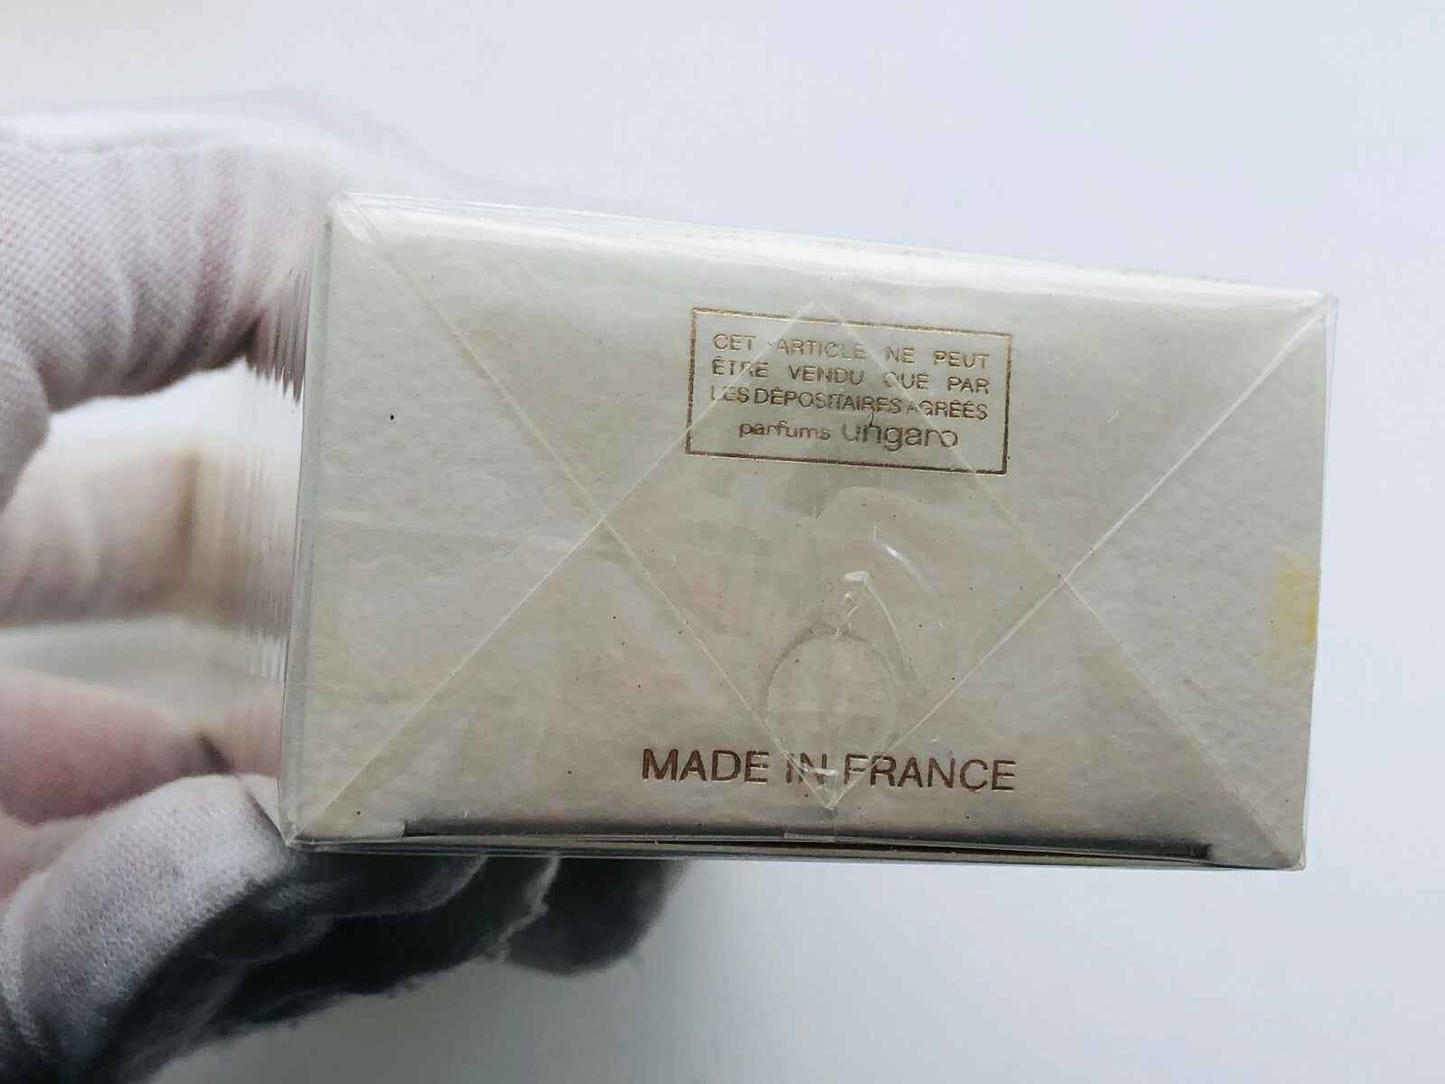 CET ARTICLE NE PEUT
ÊTRE VENDU QUE PAR
LES DÉPOSITAIRES AGRÉÉS
parfums ungaro
MADE IN FRANCE